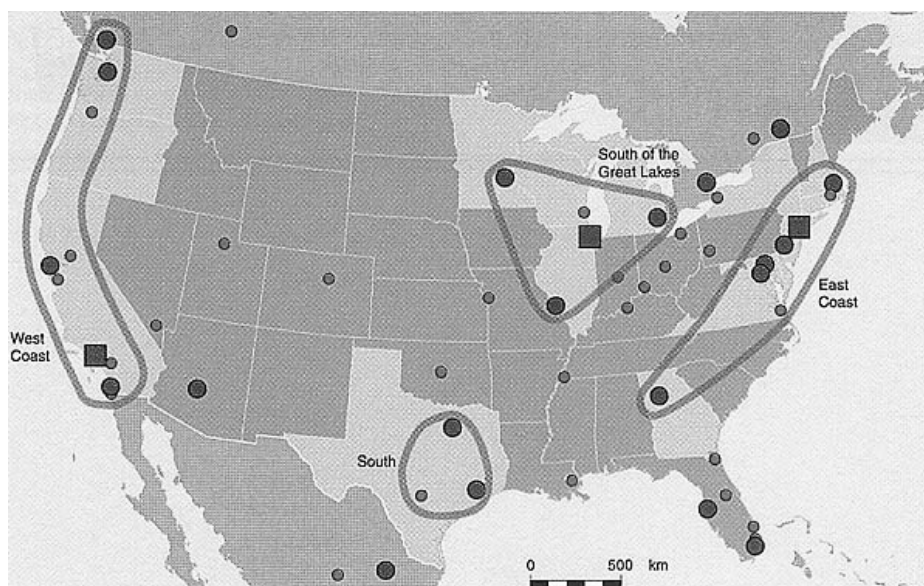 South of the
Great Lakes
East
Coast
West
Coast
South
0 500 km